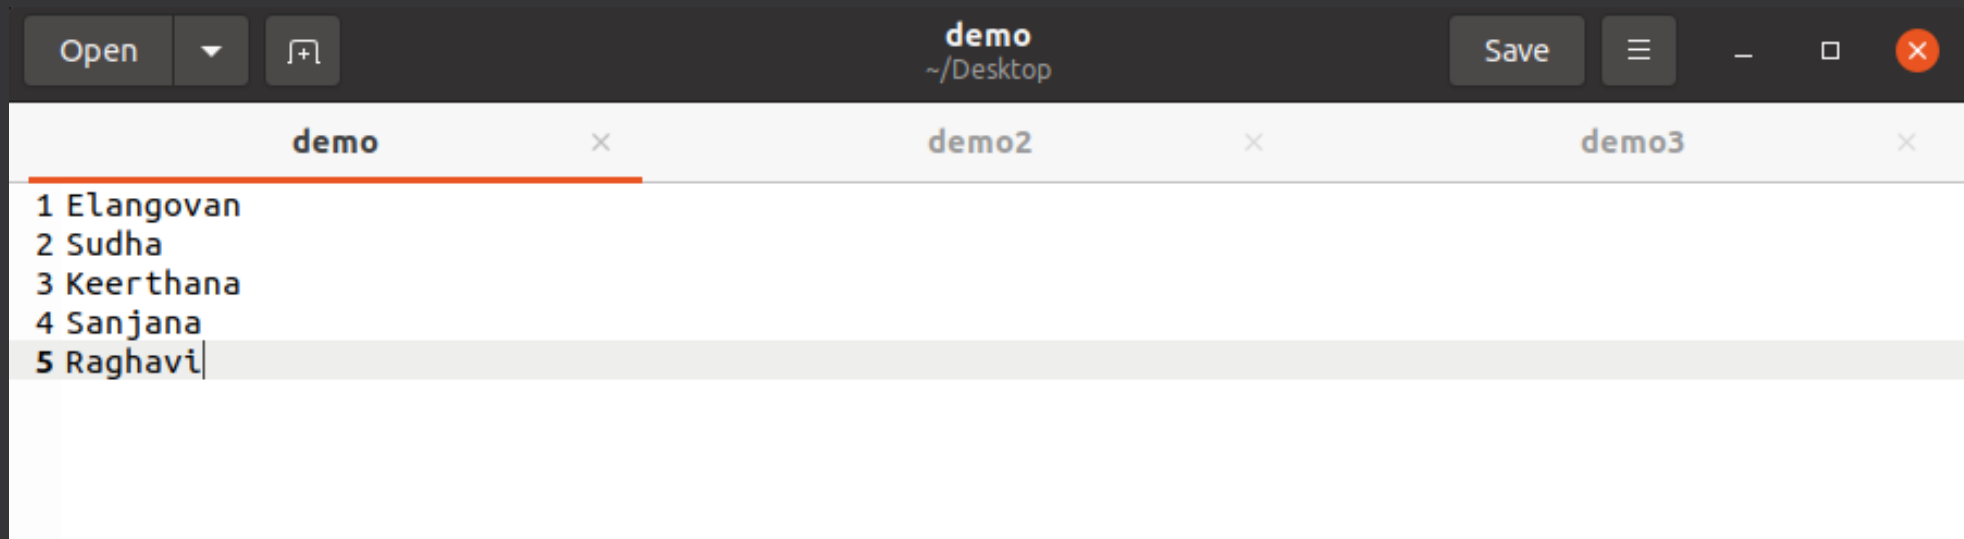 Open
demo
~/Desktop
Save
demo
demo2
demo3
1 Elangovan
2 Sudha
3 Keerthana
4 Sanjana
5 Raghavi